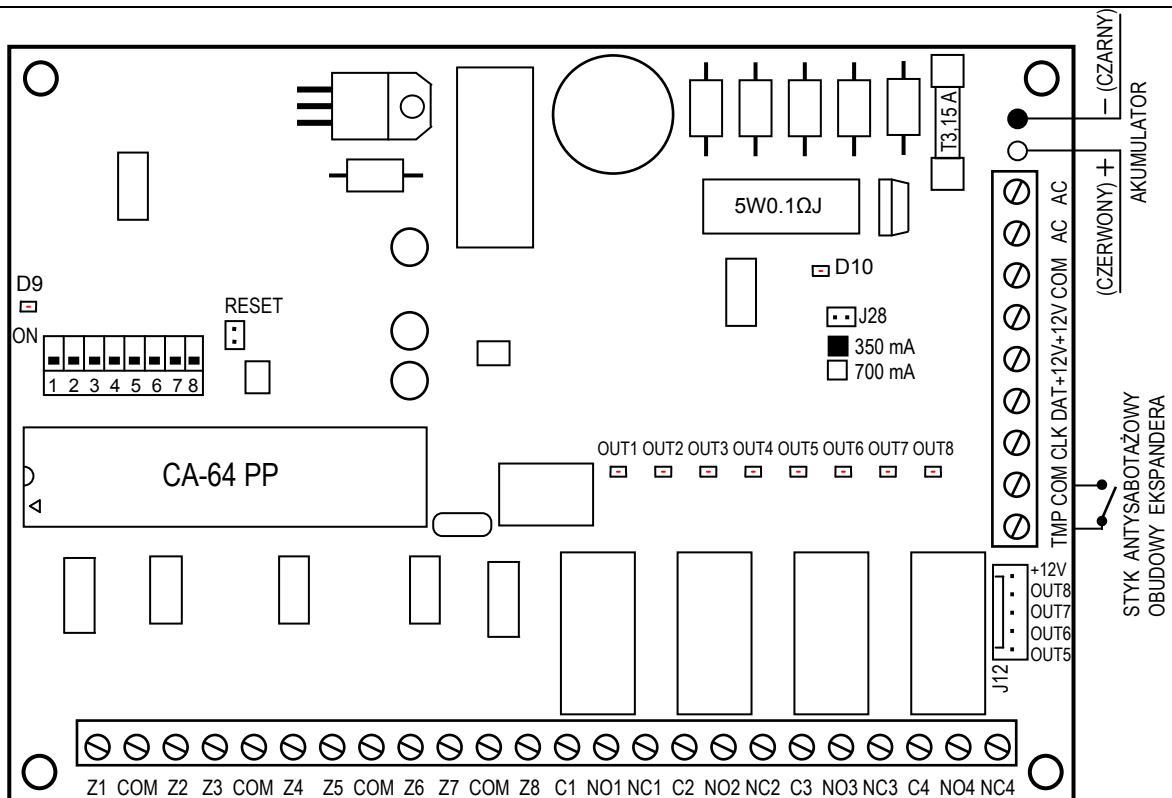 − (CZARNY)
AKUMULATOR
(CZERWONY) +
T3,15 A
5W0.1ΩJ
D10
D9
RESET
ON
J28
350 mA
700 mA
1 2 3 4 5 6 7 8
CA-64 PP
OUT1 OUT2 OUT3 OUT4 OUT5 OUT6 OUT7 OUT8
TMP COM CLK DAT +12V +12V COM AC AC
STYK ANTYSABOTAŻOWY
OBUDOWY EKSPANDERA
+12V
OUT8
OUT7
OUT6
OUT5
J12
Z1 COM Z2 Z3 COM Z4 Z5 COM Z6 Z7 COM Z8 C1 NO1 NC1 C2 NO2 NC2 C3 NO3 NC3 C4 NO4 NC4